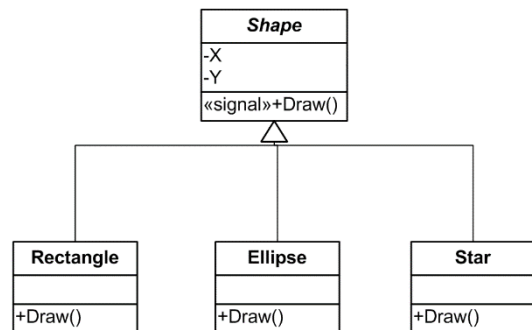 Shape
-X
-Y
«signal»+Draw()
Rectangle
+Draw()
Ellipse
+Draw()
Star
+Draw()